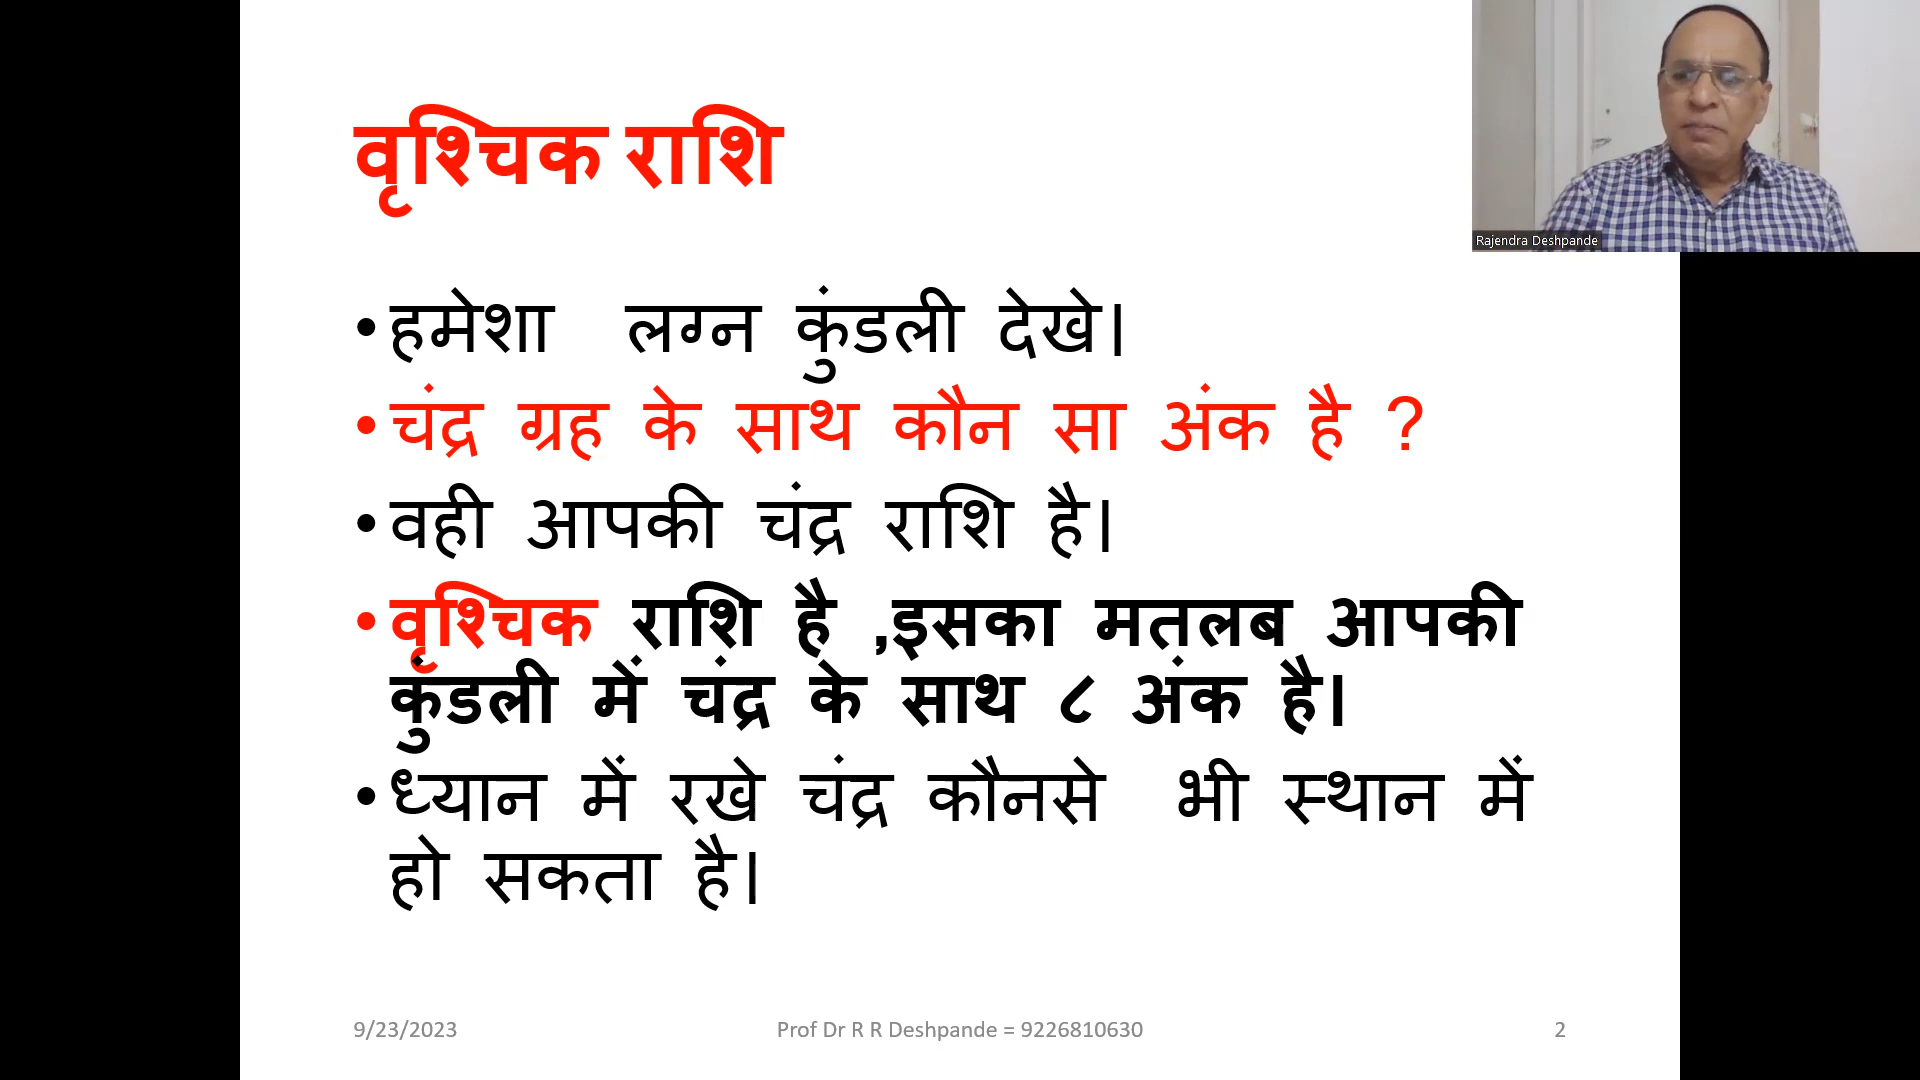 वृश्चिक राशि
Rajendra Deshpande
•हमेशा लग्न कुंडली देखे।
•चंद्र ग्रह के साथ कौन सा अंक है ?
•वही आपकी चंद्र राशि है।
•वृश्चिक राशि है ,इसका मतलब आपकी
कुंडली में चंद्र के साथ ८ अंक है।
•ध्यान में रखे चंद्र कौनसे भी स्थान में
हो सकता है।
9/23/2023
Prof Dr R R Deshpande = 9226810630
2